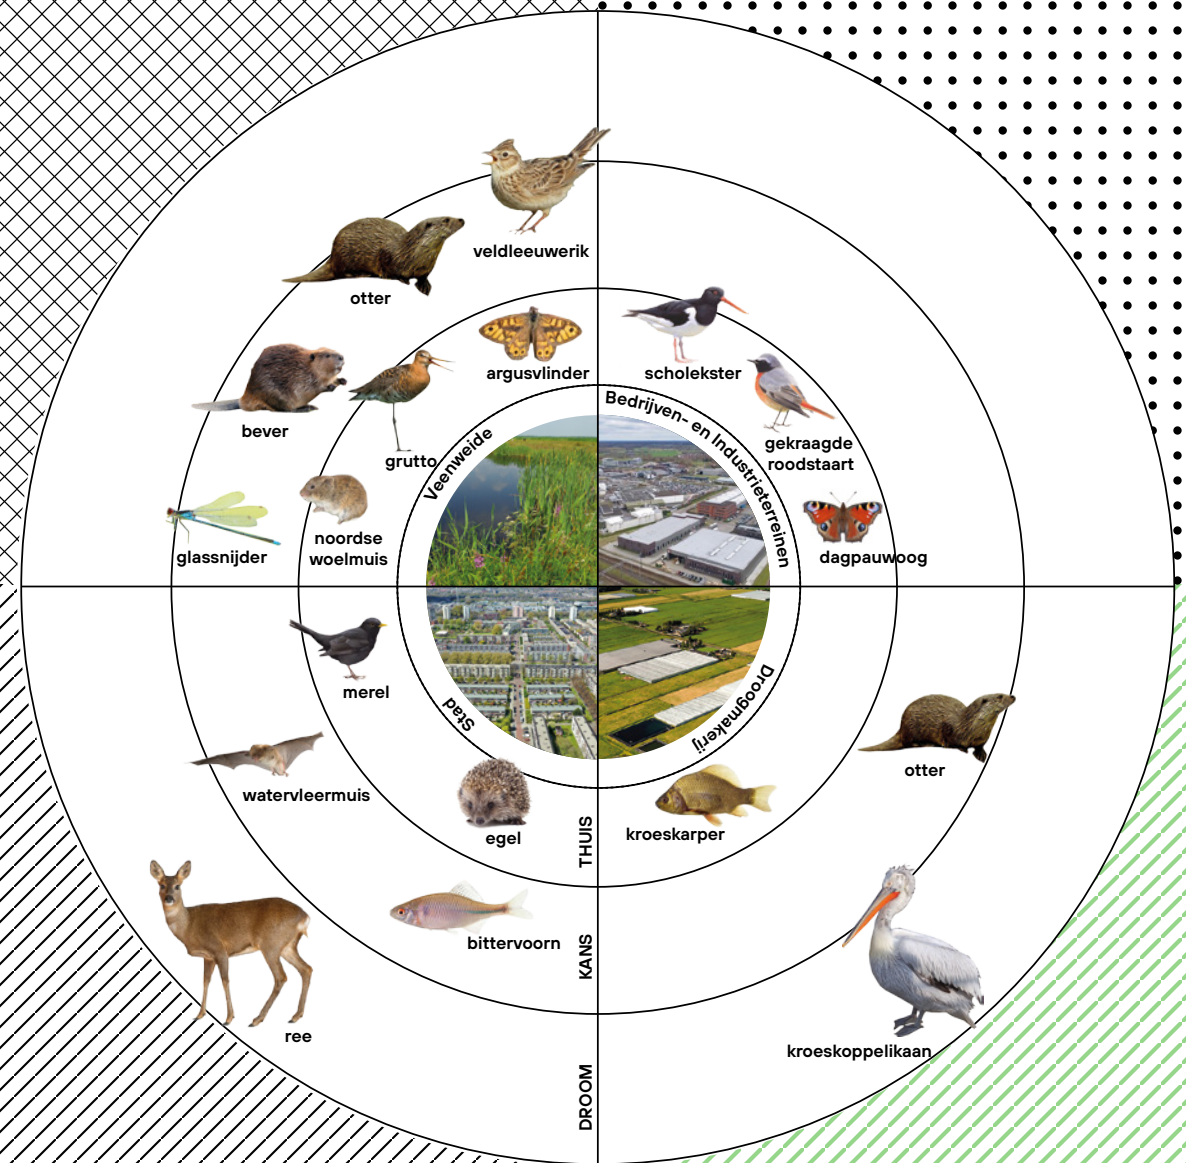 veldleeuwerik
otter
argusvlinder
bever
grutto
Veenweide
noordse
woelmuis
glassnijder
scholekster
Bedrijven- en Industrieterreinen
gekraagde
roodstaart
dagpauwoog
merel
Stad
watervleermuis
egel
bittervoorn
ree
THUIS
KANS
DROOM
Droogmakerij
otter
kroeskarper
kroeskoppelikaan